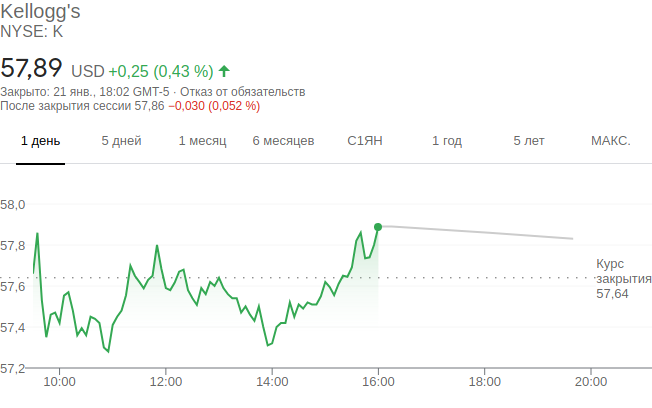 Kellogg's
NYSE: K
57,89 USD +0,25 (0,43 %)
Закрыто: 21 янв., 18:02 GMT-5 · Отказ от обязательств
После закрытия сессии 57,86 −0,030 (0,052 %)
1 день 5 дней 1 месяц 6 месяцев С1ЯН 1 год 5 лет МАКС.
58,0
57,8
Курс
закрытия
57,64
57,6
57,4
57,2
10:00 12:00 14:00 16:00 18:00 20:00